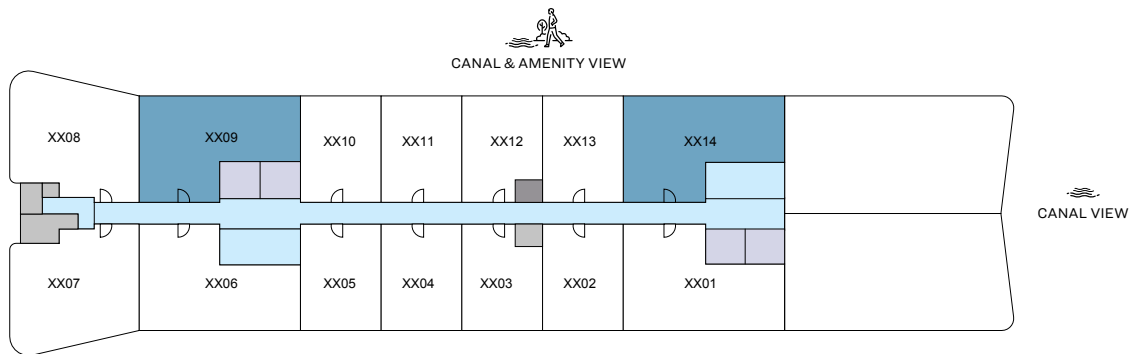 CANAL & AMENITY VIEW
XX08
XX09
XX10
XX11
XX12
XX13
XX14
CANAL VIEW
XX07
XX06
XX05
XX04
XX03
XX02
XX01